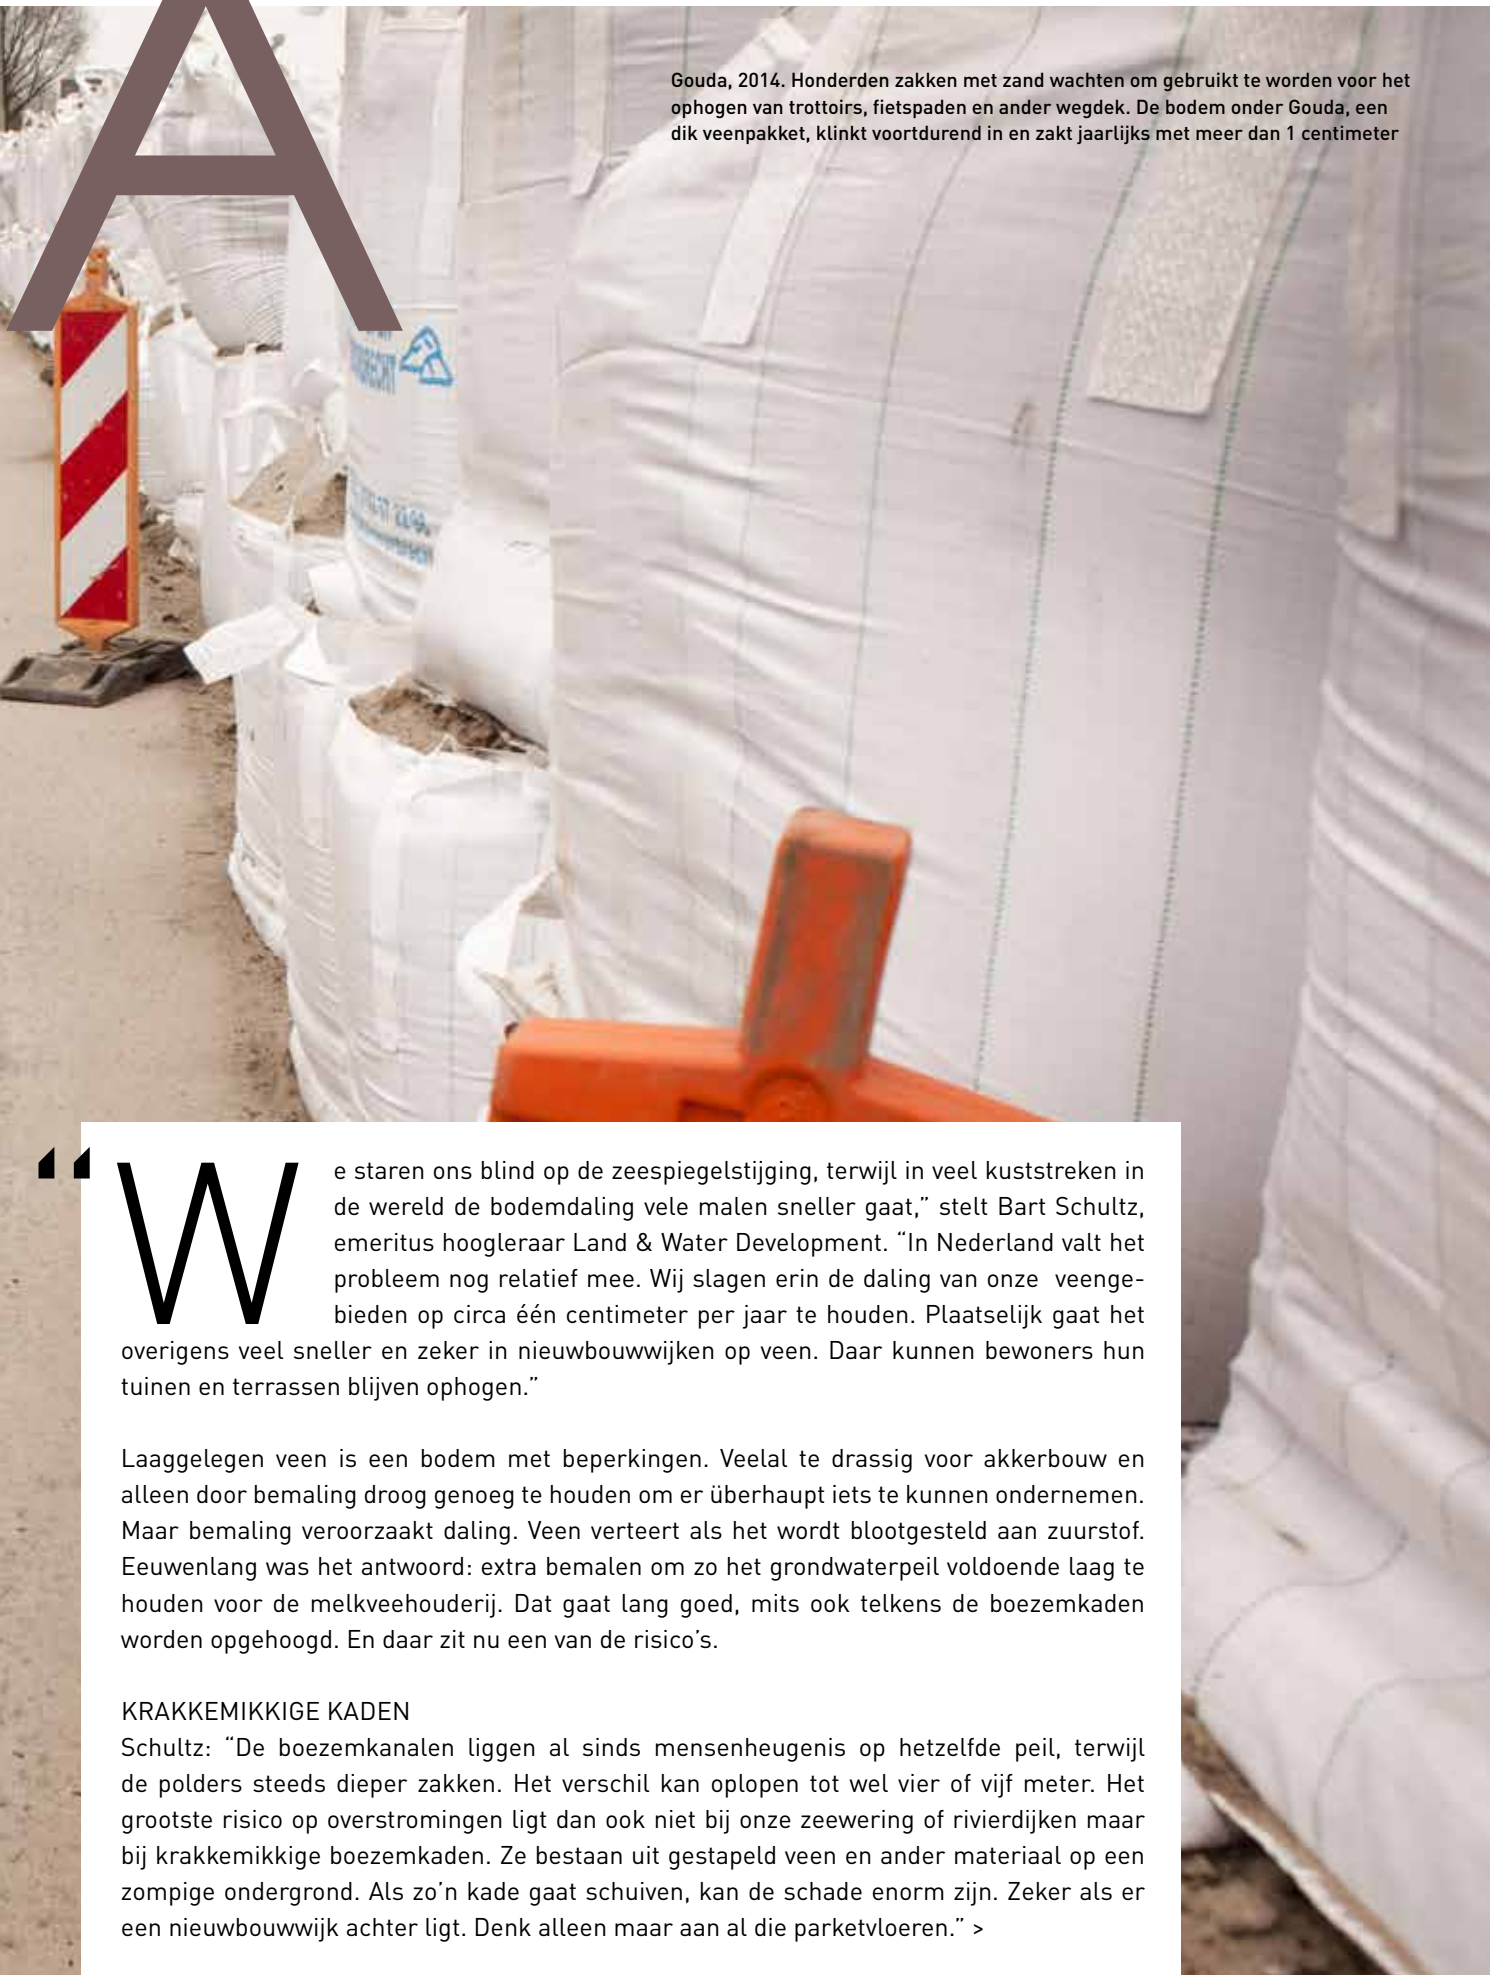 A
Gouda, 2014. Honderden zakken met zand wachten om gebruikt te worden voor het
ophogen van trottoirs, fietspaden en ander wegdek. De bodem onder Gouda, een
dik veenpakket, klinkt voortdurend in en zakt jaarlijks met meer dan 1 centimeter
“We staren ons blind op de zeespiegelstijging, terwijl in veel kuststreken in
de wereld de bodemdaling vele malen sneller gaat,” stelt Bart Schultz,
emeritus hoogleraar Land & Water Development. “In Nederland valt het
probleem nog relatief mee. Wij slagen erin de daling van onze veenge-
bieden op circa één centimeter per jaar te houden. Plaatselijk gaat het
overigens veel sneller en zeker in nieuwbouwwijken op veen. Daar kunnen bewoners hun
tuinen en terrassen blijven ophogen.”
Laaggelegen veen is een bodem met beperkingen. Veelal te drassig voor akkerbouw en
alleen door bemaling droog genoeg te houden om er überhaupt iets te kunnen ondernemen.
Maar bemaling veroorzaakt daling. Veen verteert als het wordt blootgesteld aan zuurstof.
Eeuwenlang was het antwoord: extra bemalen om zo het grondwaterpeil voldoende laag te
houden voor de melkveehouderij. Dat gaat lang goed, mits ook telkens de boezemkaden
worden opgehoogd. En daar zit nu een van de risico’s.
KRAKKEMIKKIGE KADEN
Schultz: “De boezemkanalen liggen al sinds mensenheugenis op hetzelfde peil, terwijl
de polders steeds dieper zakken. Het verschil kan oplopen tot wel vier of vijf meter. Het
grootste risico op overstromingen ligt dan ook niet bij onze zeewering of rivierdijken maar
bij krakkemikkige boezemkaden. Ze bestaan uit gestapeld veen en ander materiaal op een
zompige ondergrond. Als zo’n kade gaat schuiven, kan de schade enorm zijn. Zeker als er
een nieuwbouwwijk achter ligt. Denk alleen maar aan al die parketvloeren.” >